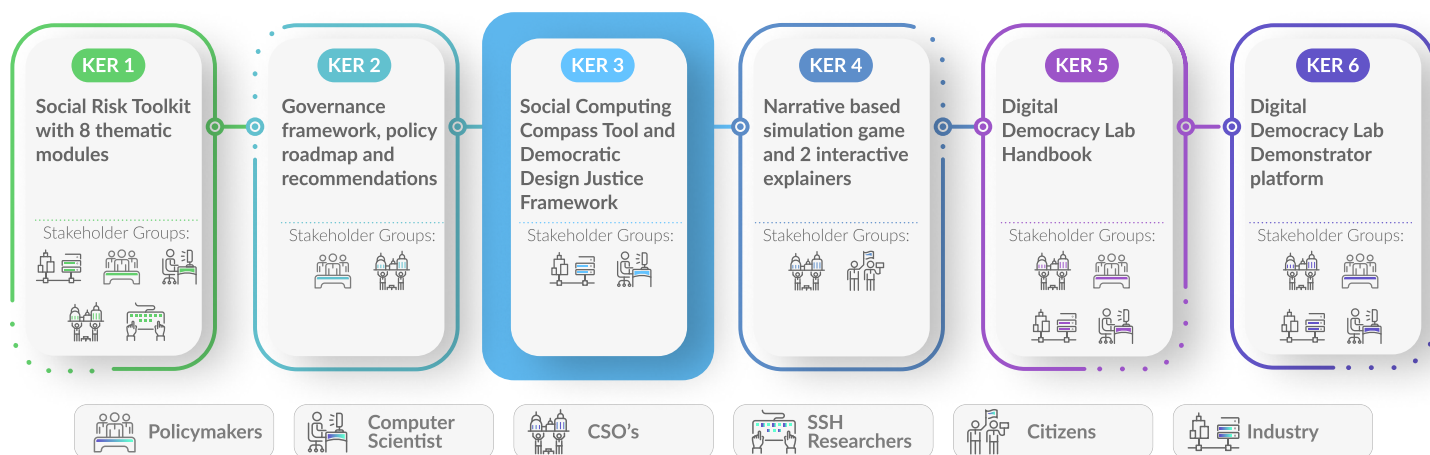 KER 1
Social Risk Toolkit
with 8 thematic
modules
Stakeholder Groups:
KER 2
Governance
framework, policy
roadmap and
recommendations
Stakeholder Groups:
KER 3
Social Computing
Compass Tool and
Democratic
Design Justice
Framework
Stakeholder Groups:
KER 4
Narrative based
simulation game
and 2 interactive
explainers
Stakeholder Groups:
KER 5
Digital
Democracy Lab
Handbook
Stakeholder Groups:
KER 6
Digital
Democracy Lab
Demonstrator
platform
Stakeholder Groups:
Policymakers
Computer
Scientist
CSO's
SSH
Researchers
Citizens
Industry